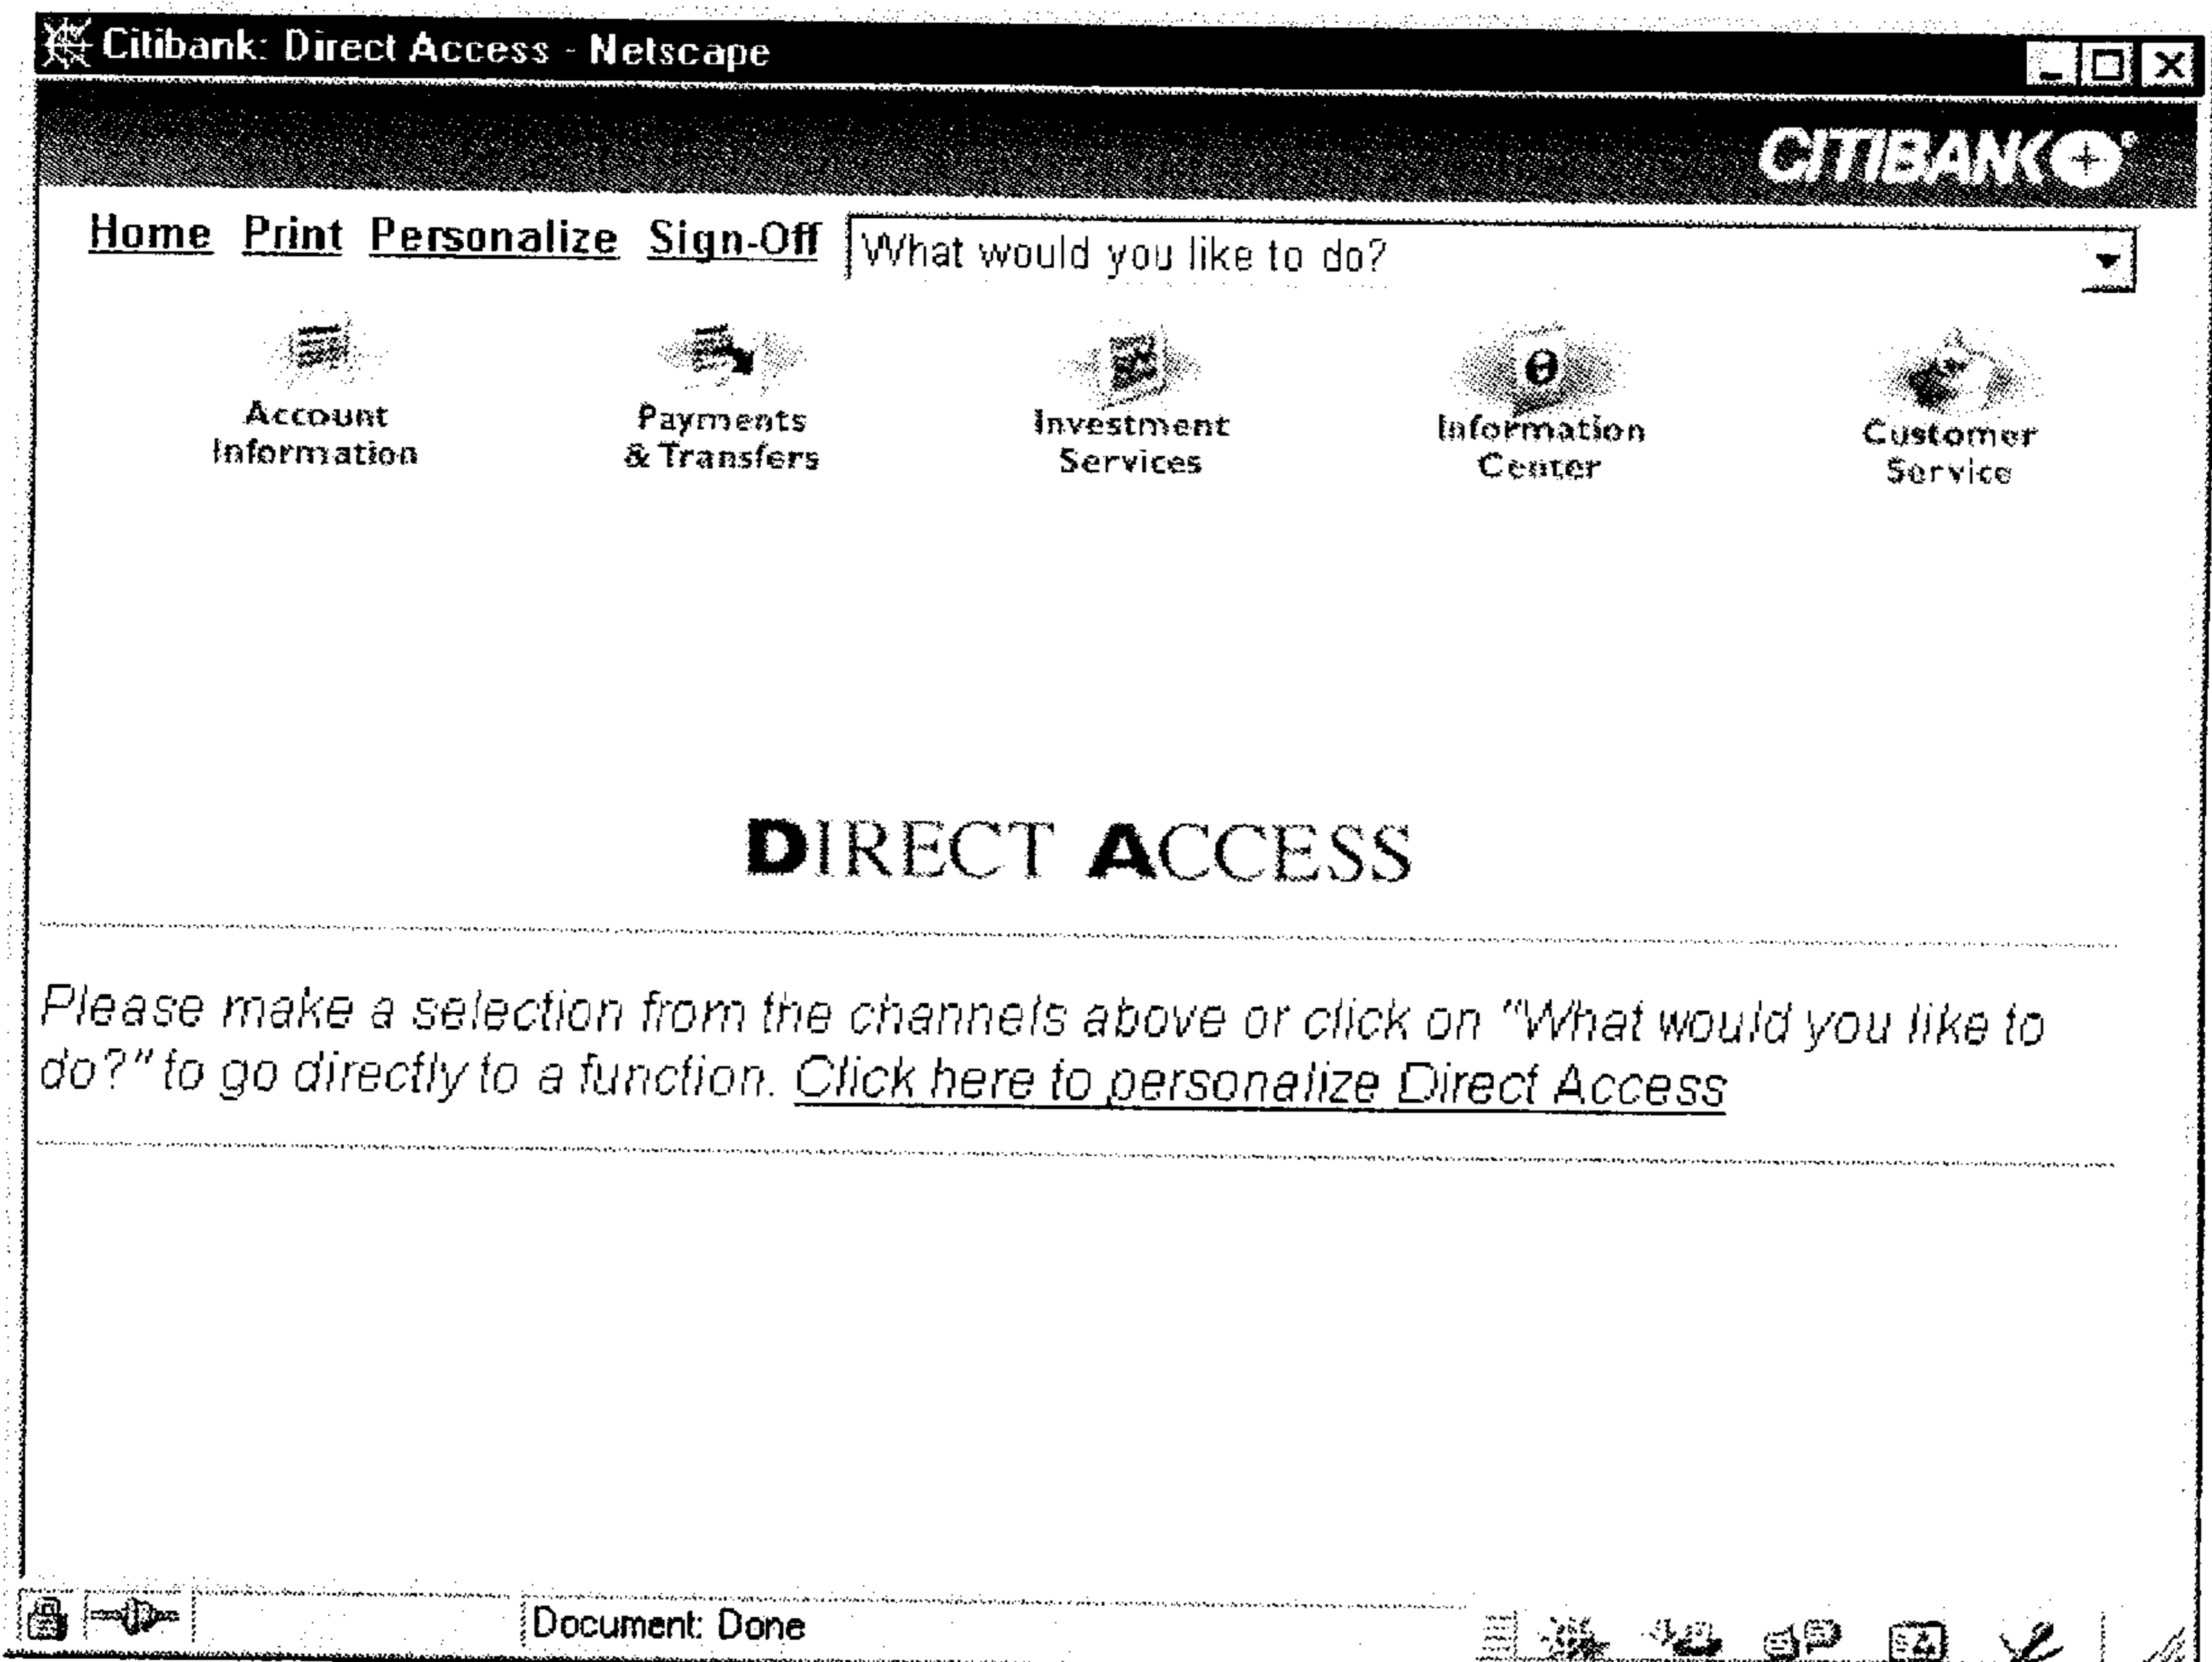 Citibank: Direct Access - Netscape
CITIBANK
Home Print Personalize Sign-Off What would you like to do?
Account
Information
Payments
& Transfers
Investment
Services
Information
Center
Customer
Service
DIRECT ACCESS
Please make a selection from the channels above or click on "What would you like to
do?" to go directly to a function. Click here to personalize Direct Access
Document: Done